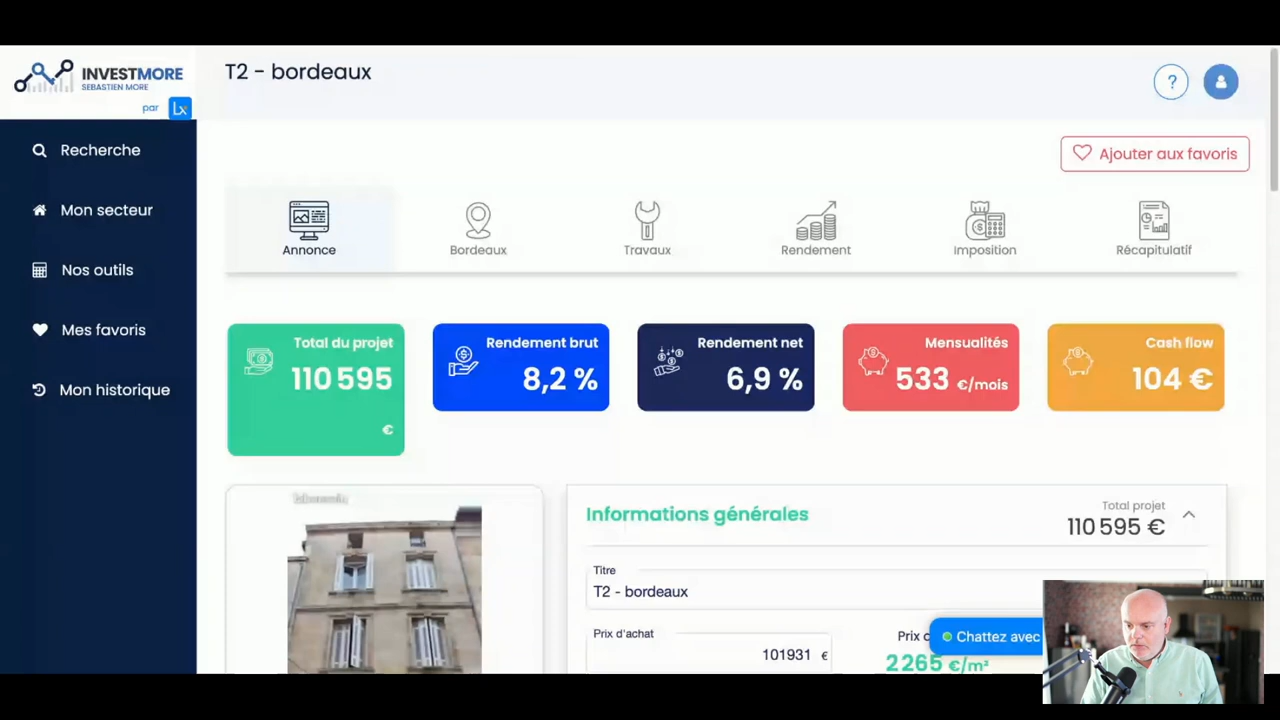 INVESTMORE
SEBASTIEN MORE
par Lx
T2 - bordeaux
?
Recherche
Mon secteur
Nos outils
Mes favoris
Mon historique
Ajouter aux favoris
Annonce
Bordeaux
Travaux
Rendement
Imposition
Récapitulatif
Total du projet
110 595
€
Rendement brut
8,2 %
Rendement net
6,9 %
Mensualités
533 €/mois
Cash flow
104 €
Informations générales
Total projet
110 595 €
Titre
T2 - bordeaux
Prix d'achat
101931 €
Prix
2 265 €/m²
Chattez avec